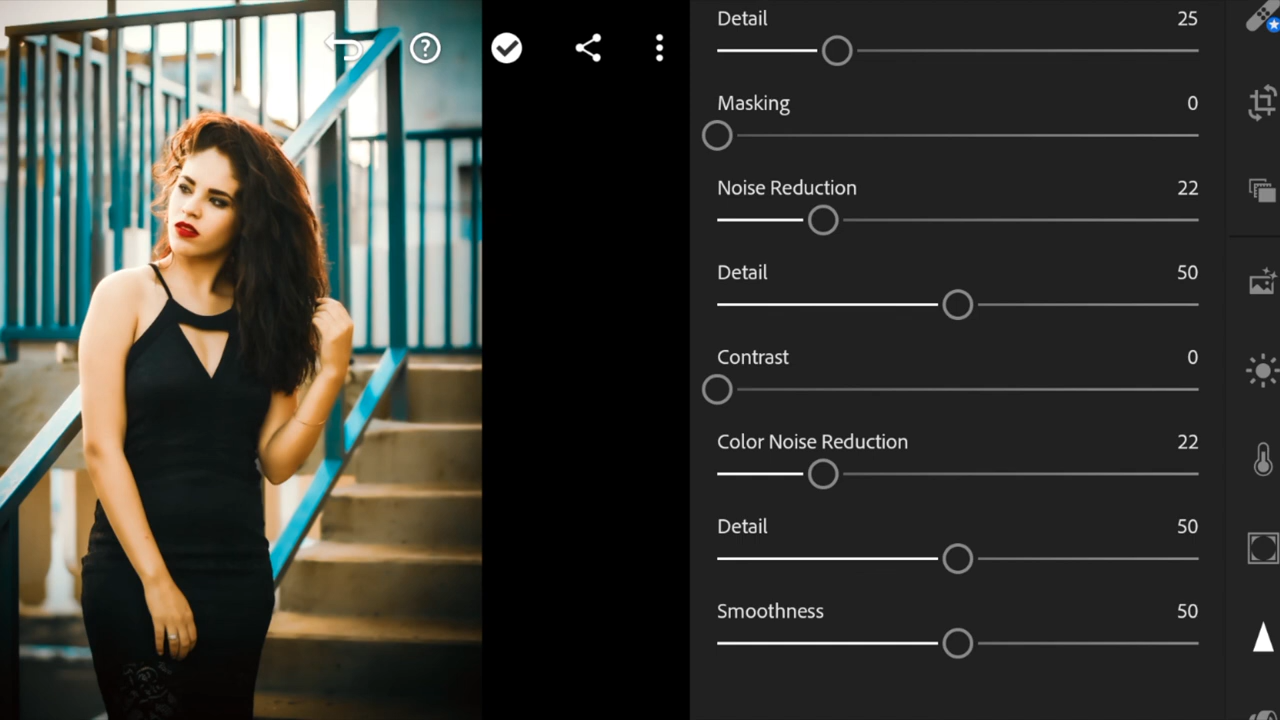 Detail 25
Masking 0
Noise Reduction 22
Detail 50
Contrast 0
Color Noise Reduction 22
Detail 50
Smoothness 50